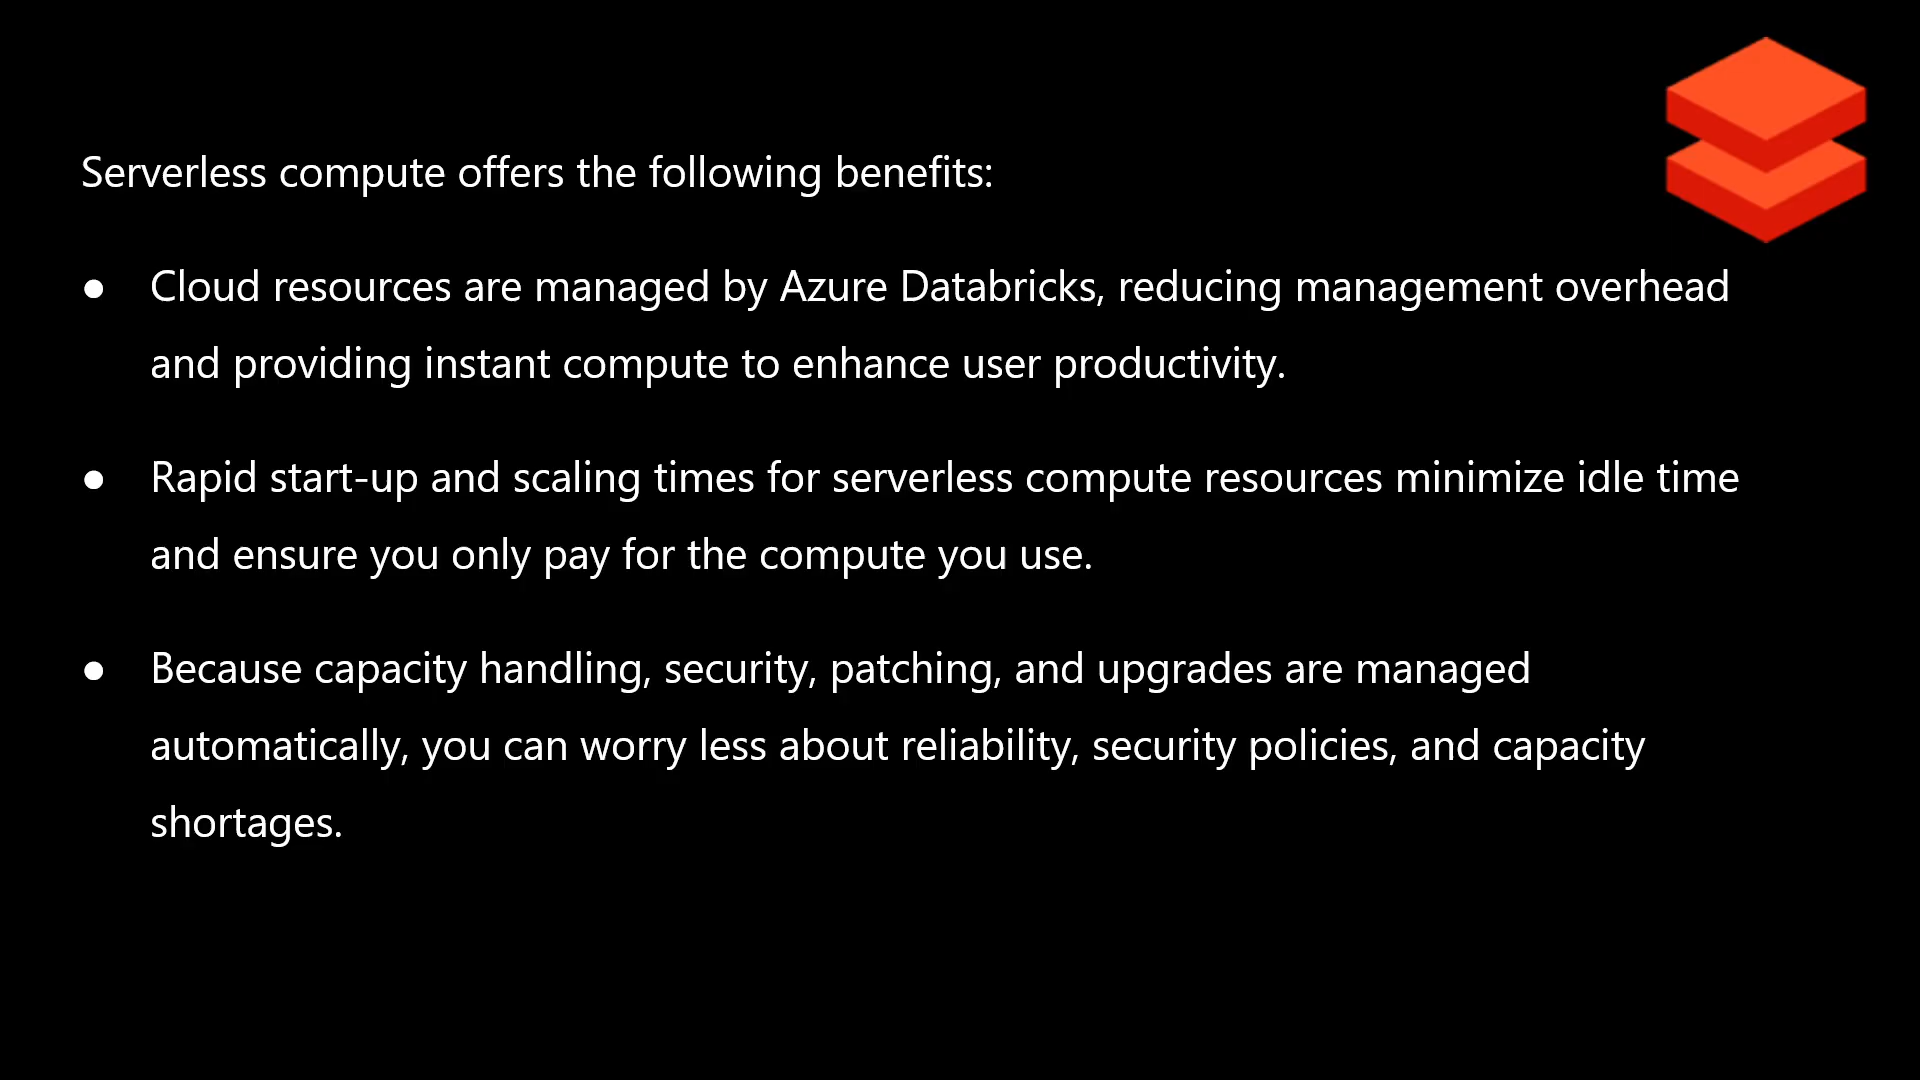 Serverless compute offers the following benefits:
● Cloud resources are managed by Azure Databricks, reducing management overhead
and providing instant compute to enhance user productivity.
● Rapid start-up and scaling times for serverless compute resources minimize idle time
and ensure you only pay for the compute you use.
● Because capacity handling, security, patching, and upgrades are managed
automatically, you can worry less about reliability, security policies, and capacity
shortages.